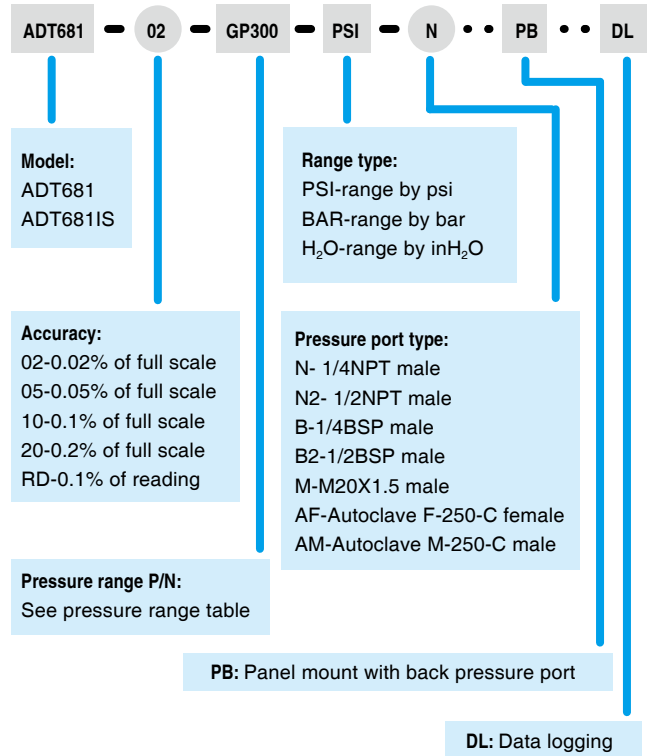 ADT681 – 02 – GP300 – PSI – N ·· PB ·· DL
Model:
ADT681
ADT681IS
Range type:
PSI-range by psi
BAR-range by bar
H₂O-range by inH₂O
Accuracy:
02-0.02% of full scale
05-0.05% of full scale
10-0.1% of full scale
20-0.2% of full scale
RD-0.1% of reading
Pressure port type:
N- 1/4NPT male
N2- 1/2NPT male
B-1/4BSP male
B2-1/2BSP male
M-M20X1.5 male
AF-Autoclave F-250-C female
AM-Autoclave M-250-C male
Pressure range P/N:
See pressure range table
PB: Panel mount with back pressure port
DL: Data logging